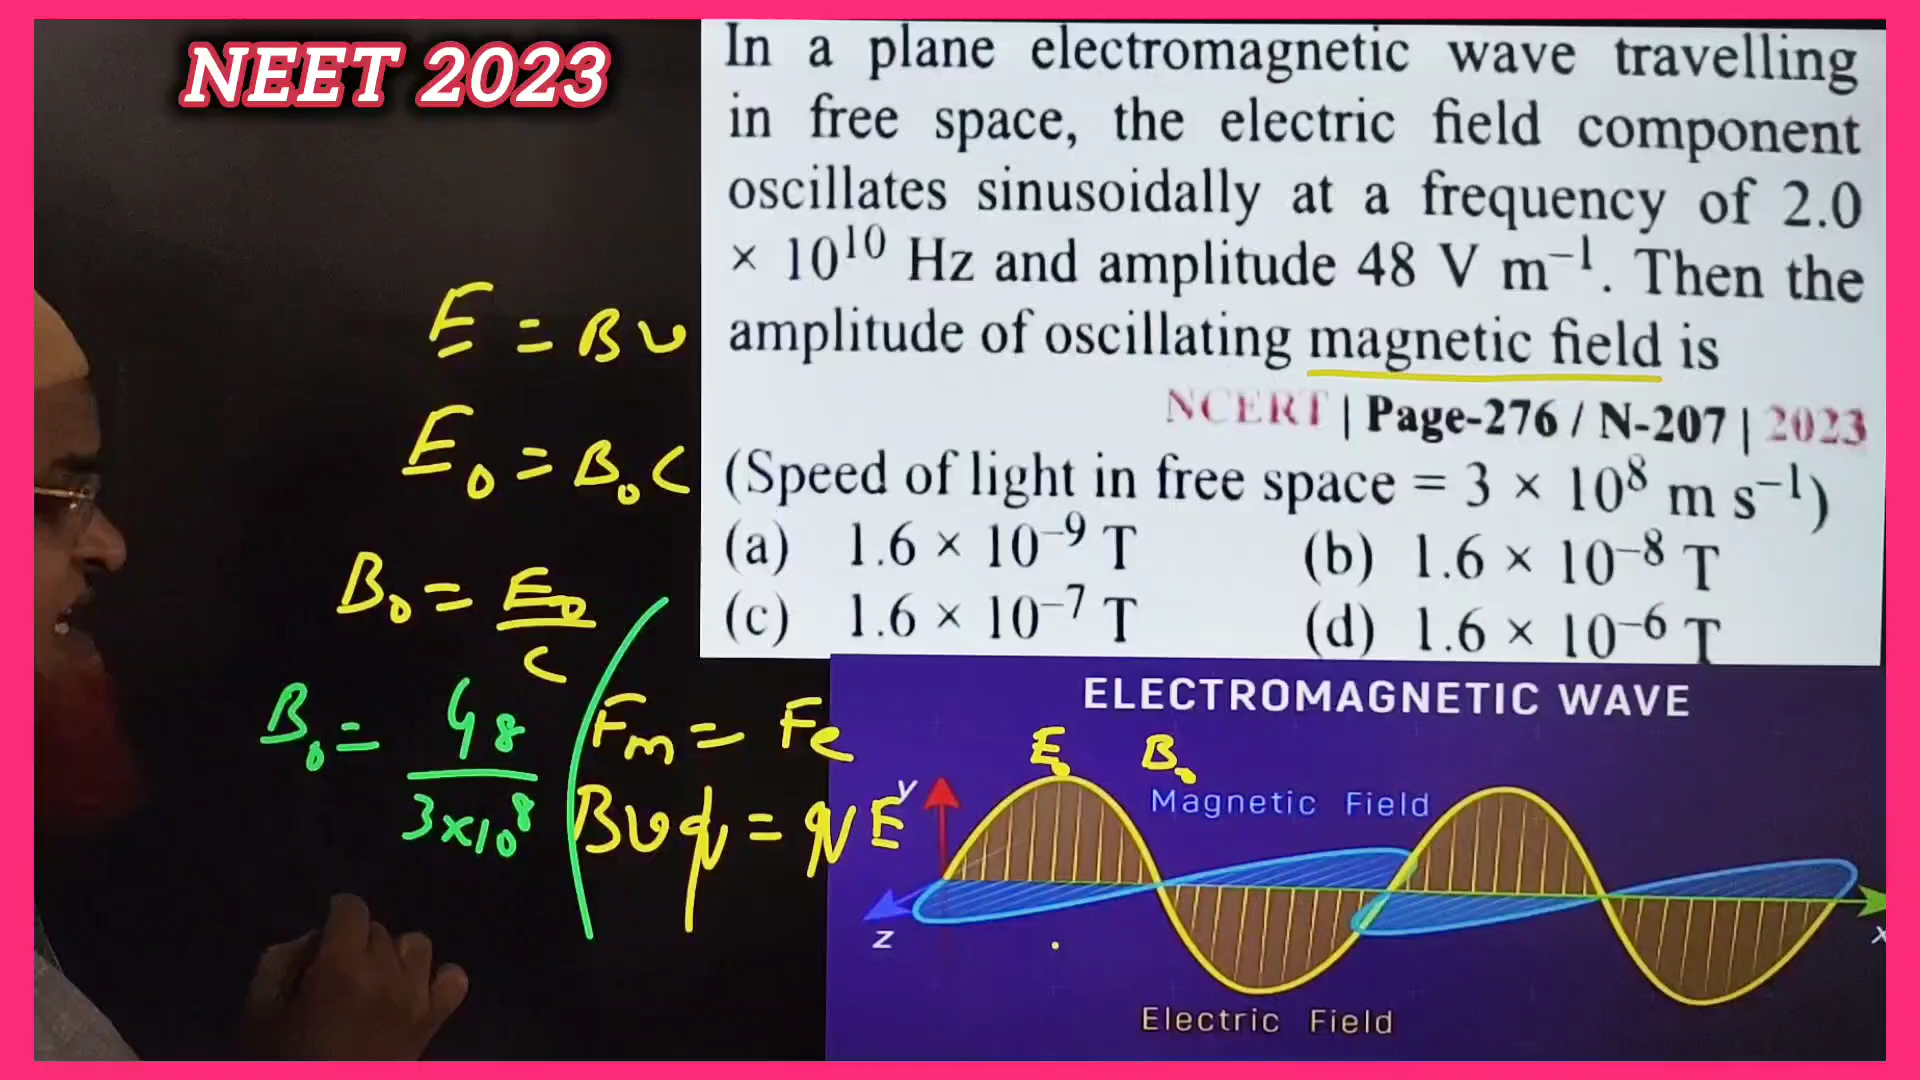 NEET 2023
In a plane electromagnetic wave travelling
in free space, the electric field component
oscillates sinusoidally at a frequency of 2.0
× 10¹⁰ Hz and amplitude 48 V m⁻¹. Then the
amplitude of oscillating magnetic field is
NCERT | Page-276 / N-207 | 2023
(Speed of light in free space = 3 × 10⁸ m s⁻¹)
(a) 1.6 × 10⁻⁹ T (b) 1.6 × 10⁻⁸ T
(c) 1.6 × 10⁻⁷ T (d) 1.6 × 10⁻⁶ T
E = Bv
E₀ = B₀C
B₀ = E₀/C
B₀ = 48/3×10⁸
Fm = Fe
Bvq = qE
ELECTROMAGNETIC WAVE
E₀ B₀
Y
Magnetic Field
Z
X
Electric Field